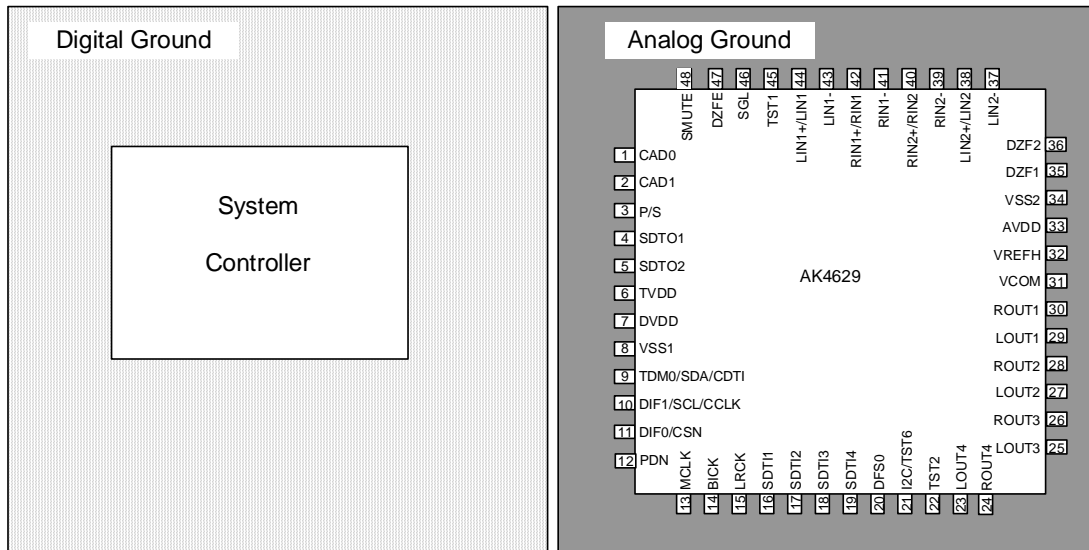 Digital Ground
System
Controller
Analog Ground
48 SMUTE
47 DZFE
46 SGL
45 TST1
44 LIN1+/LIN1
43 LIN1-
42 RIN1+/RIN1
41 RIN1-
40 RIN2+/RIN2
39 RIN2-
38 LIN2+/LIN2
37 LIN2-
1 CAD0
2 CAD1
3 P/S
4 SDTO1
5 SDTO2
6 TVDD
7 DVDD
8 VSS1
9 TDM0/SDA/CDTI
10 DIF1/SCL/CCLK
11 DIF0/CSN
12 PDN
AK4629
DZF2 36
DZF1 35
VSS2 34
AVDD 33
VREFH 32
VCOM 31
ROUT1 30
LOUT1 29
ROUT2 28
LOUT2 27
ROUT3 26
LOUT3 25
13 MCLK
14 BICK
15 LRCK
16 SDTI1
17 SDTI2
18 SDTI3
19 SDTI4
20 DFS0
21 I2C/TST6
22 TST2
23 LOUT4
24 ROUT4